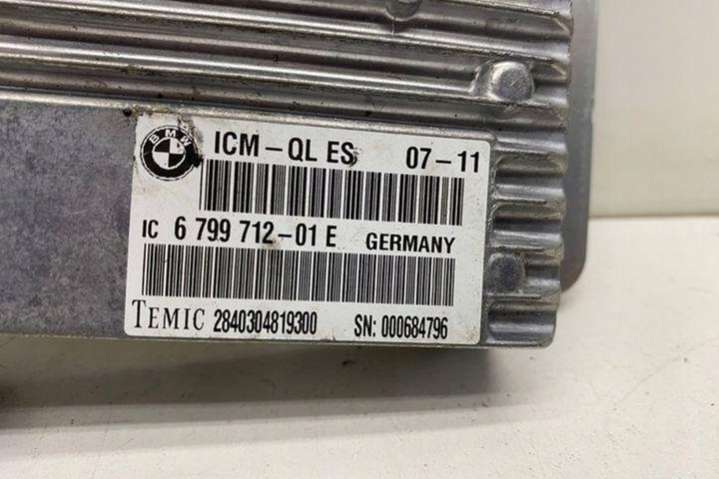 BMW
ICM-QL ES 07-11
IC 6 799 712-01 E GERMANY
TEMIC 2840304819300 SN: 000684796